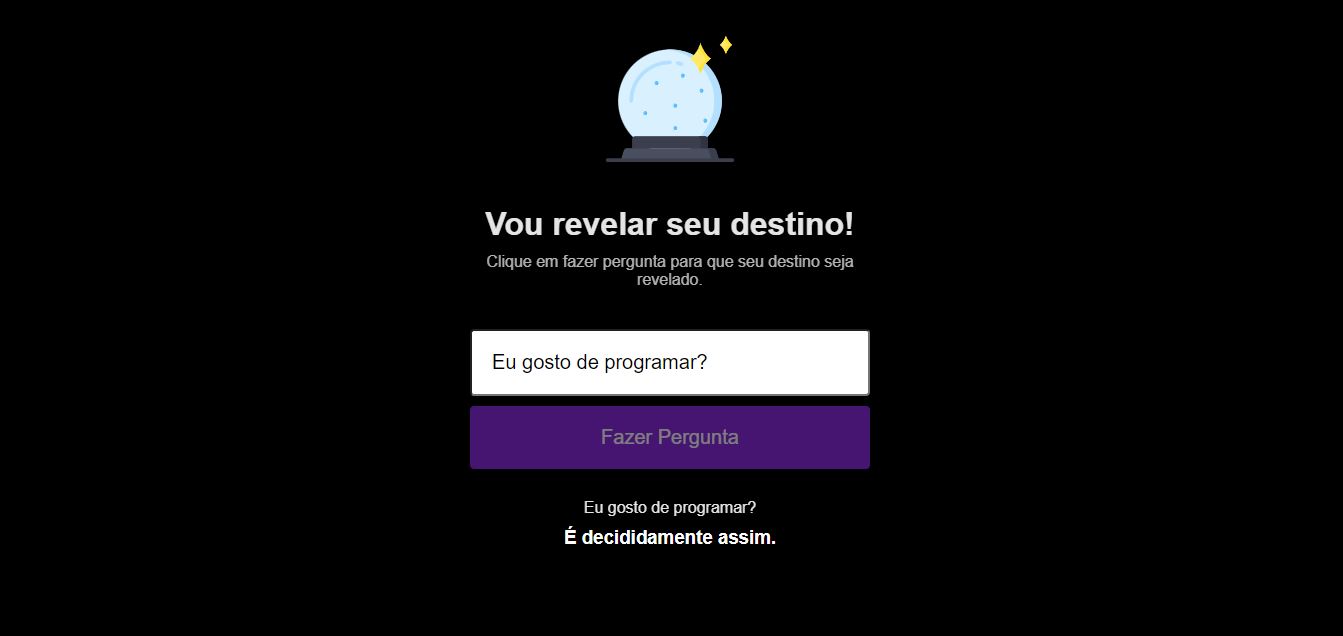 Vou revelar seu destino!
Clique em fazer pergunta para que seu destino seja
revelado.
Eu gosto de programar?
Fazer Pergunta
Eu gosto de programar?
É decididamente assim.